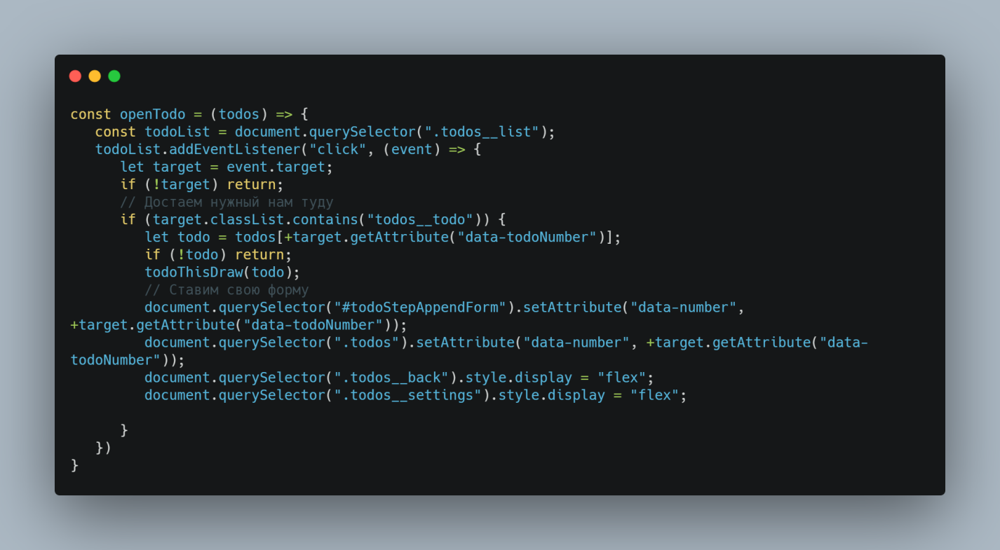 const openTodo = (todos) => {
   const todoList = document.querySelector(".todos__list");
   todoList.addEventListener("click", (event) => {
      let target = event.target;
      if (!target) return;
      // Достаем нужный нам туду
      if (target.classList.contains("todos__todo")) {
         let todo = todos[+target.getAttribute("data-todoNumber")];
         if (!todo) return;
         todoThisDraw(todo);
         // Ставим свою форму
         document.querySelector("#todoStepAppendForm").setAttribute("data-number",
+target.getAttribute("data-todoNumber"));
         document.querySelector(".todos").setAttribute("data-number", +target.getAttribute("data-
todoNumber"));
         document.querySelector(".todos__back").style.display = "flex";
         document.querySelector(".todos__settings").style.display = "flex";
      }
   })
}